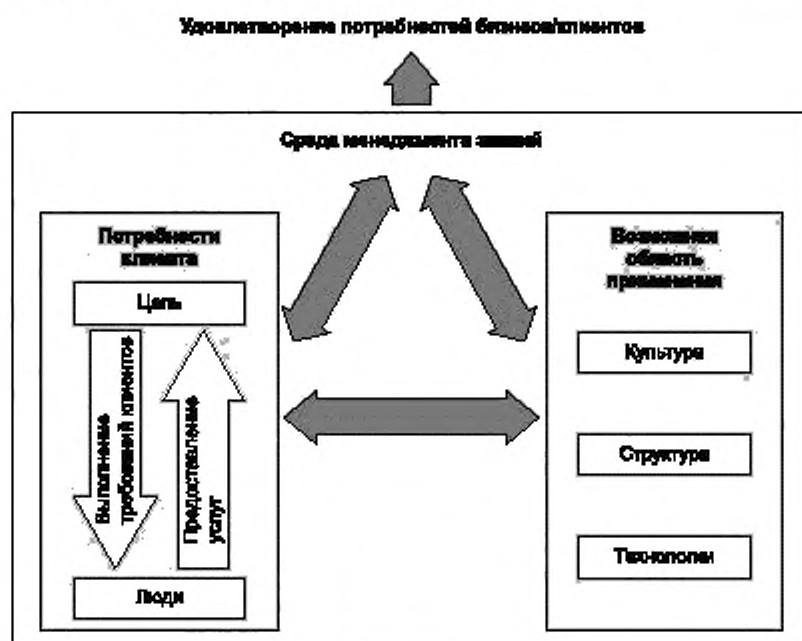 Удовлетворение потребностей бизнеса/клиентов
Среда менеджмента знаний
Потребности
клиента
Цель
Выполнение
требований клиентов
Предоставление
услуг
Люди
Возможная
область
применения
Культура
Структура
Технологии